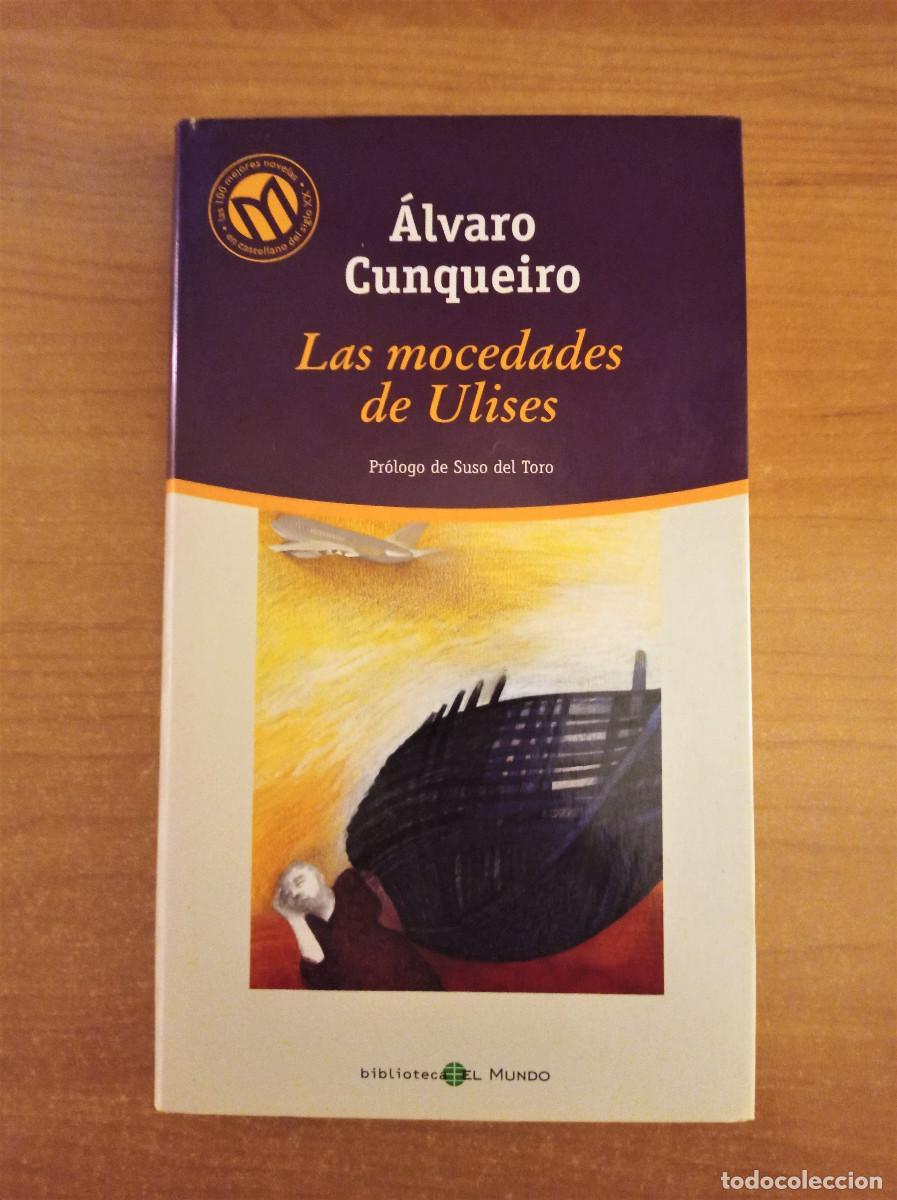 • las 100 mejores novelas •
en castellano del siglo XX
Álvaro
Cunqueiro
Las mocedades
de Ulises
Prólogo de Suso del Toro
biblioteca EL MUNDO
todocoleccion